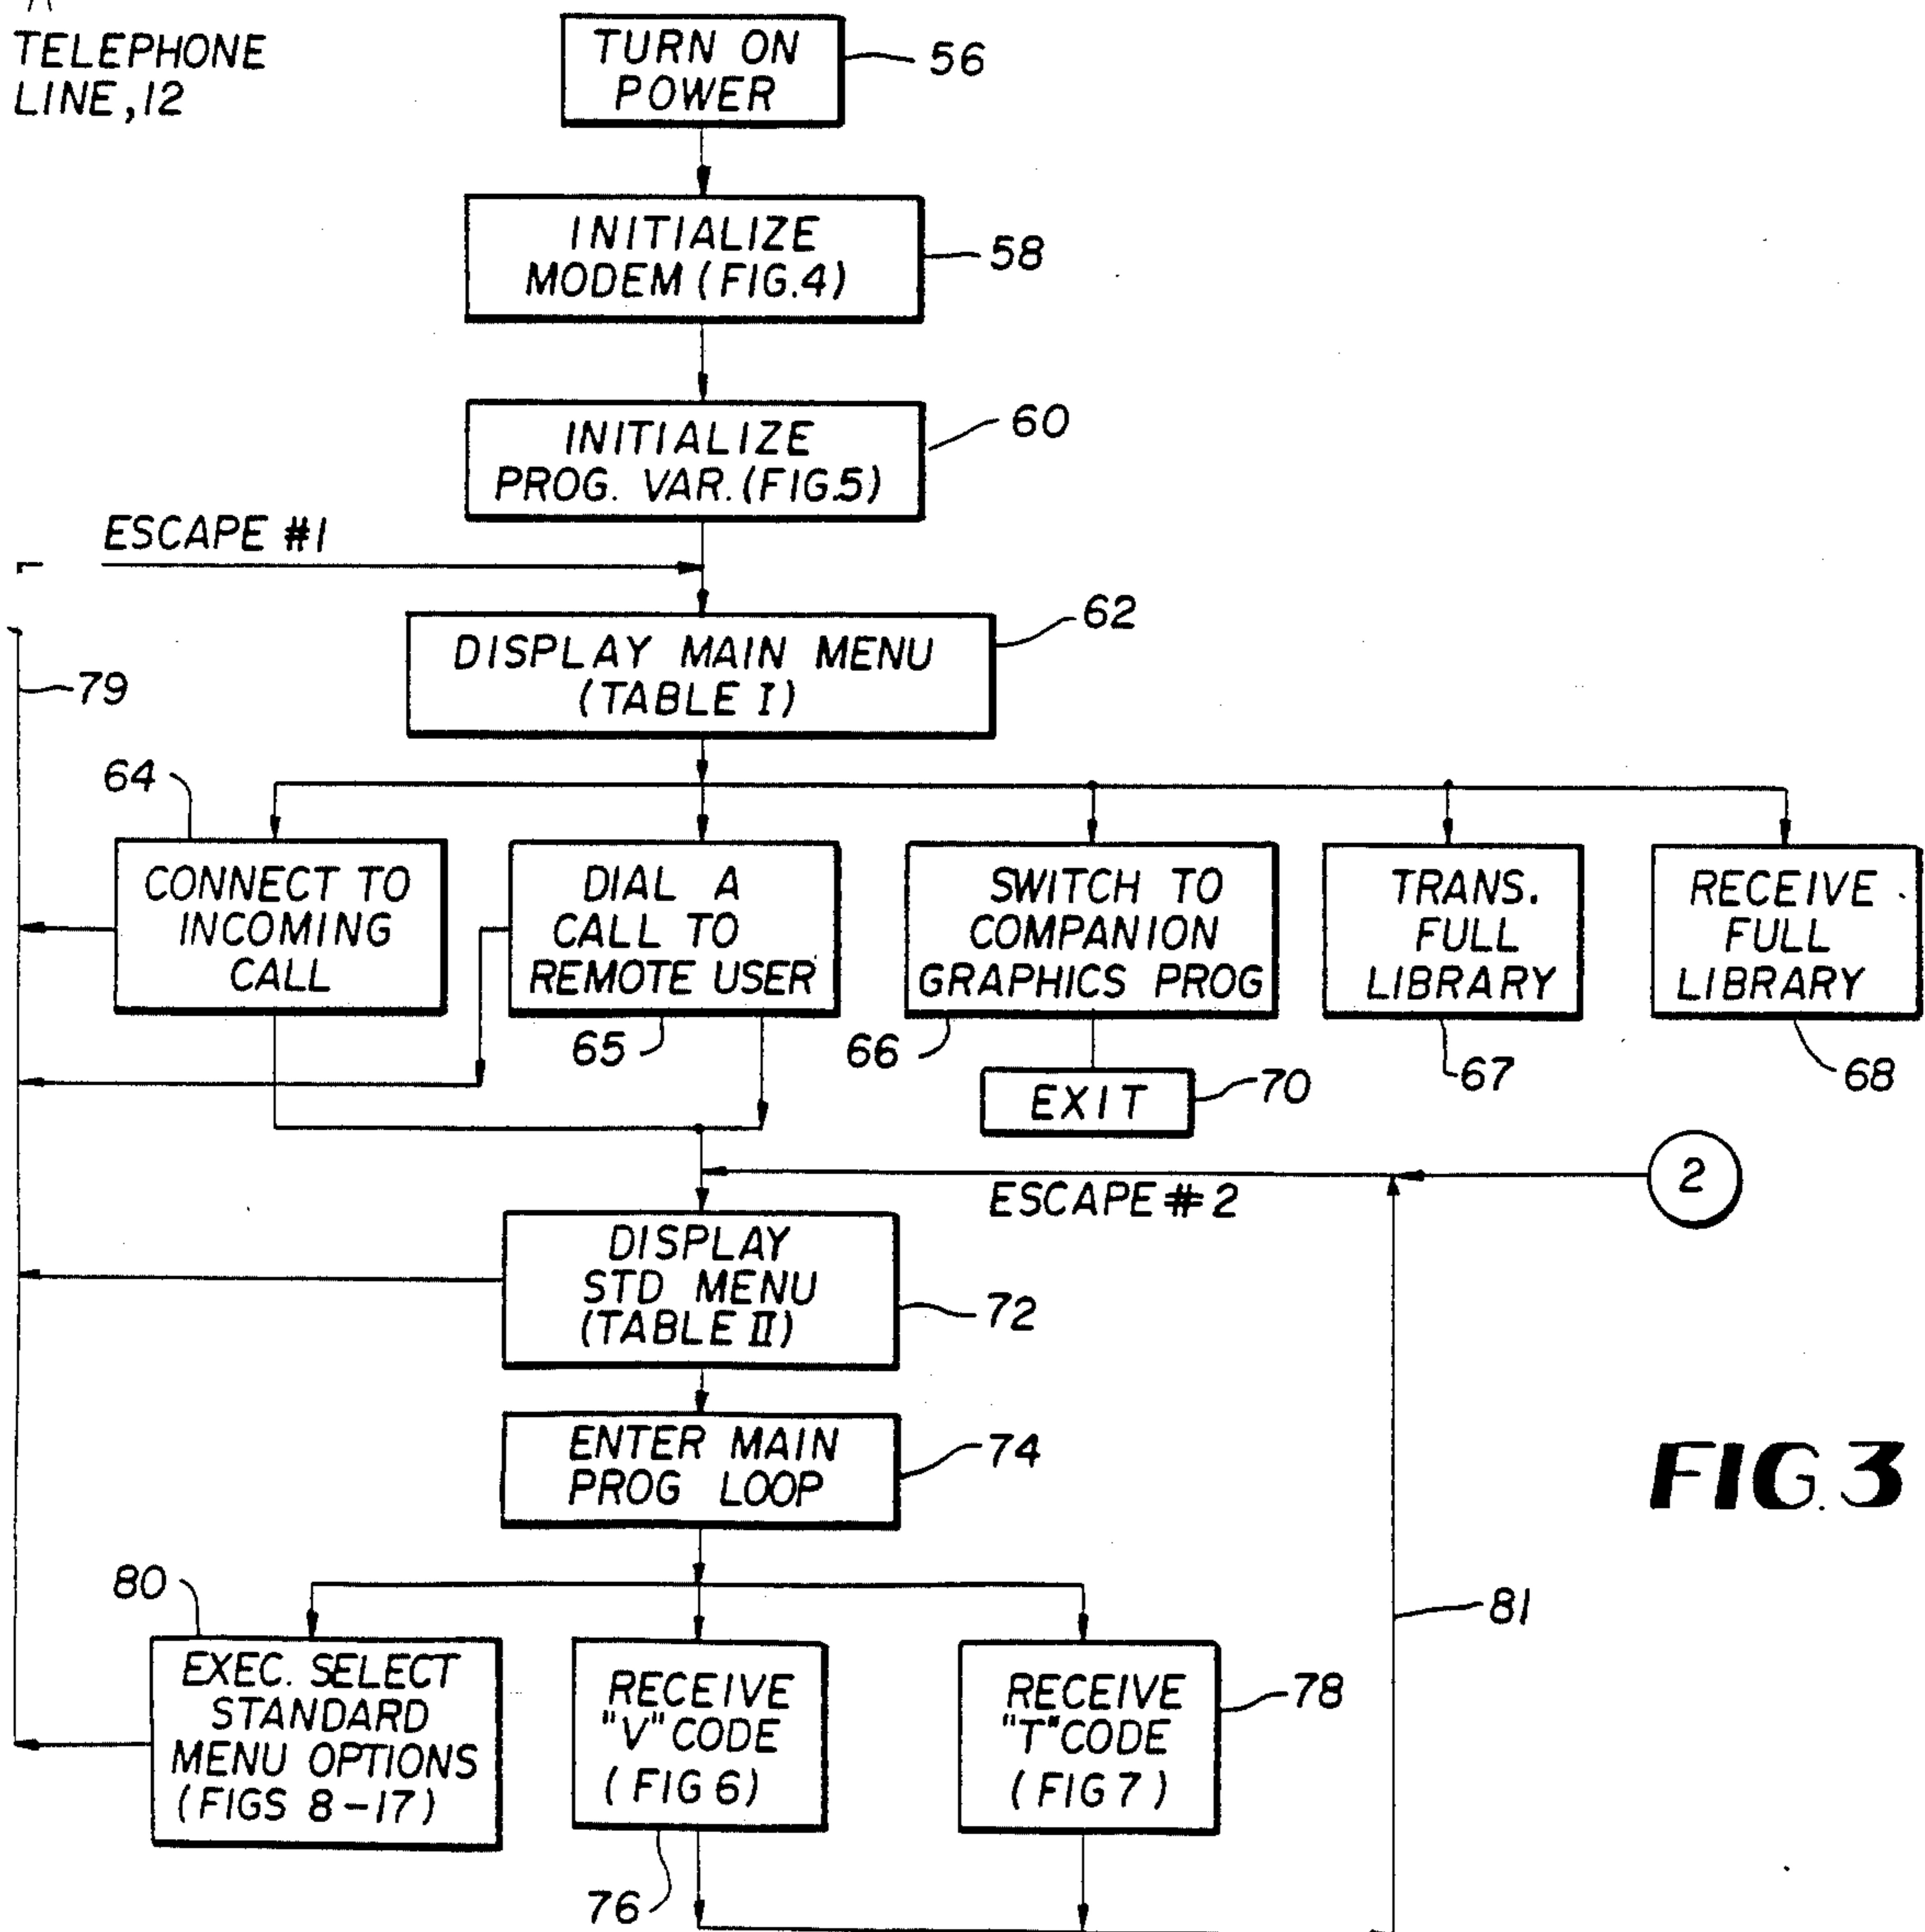 TELEPHONE
LINE, 12
TURN ON
POWER
56
INITIALIZE
MODEM (FIG.4)
58
INITIALIZE
PROG. VAR. (FIG.5)
60
ESCAPE #1
DISPLAY MAIN MENU
(TABLE I)
62
79
64
CONNECT TO
INCOMING
CALL
DIAL A
CALL TO
REMOTE USER
65
SWITCH TO
COMPANION
GRAPHICS PROG
66
TRANS.
FULL
LIBRARY
67
RECEIVE
FULL
LIBRARY
68
EXIT
70
2
ESCAPE #2
DISPLAY
STD MENU
(TABLE II)
72
ENTER MAIN
PROG LOOP
74
FIG. 3
80
EXEC. SELECT
STANDARD
MENU OPTIONS
(FIGS 8-17)
RECEIVE
"V" CODE
(FIG 6)
76
RECEIVE
"T" CODE
(FIG 7)
78
81